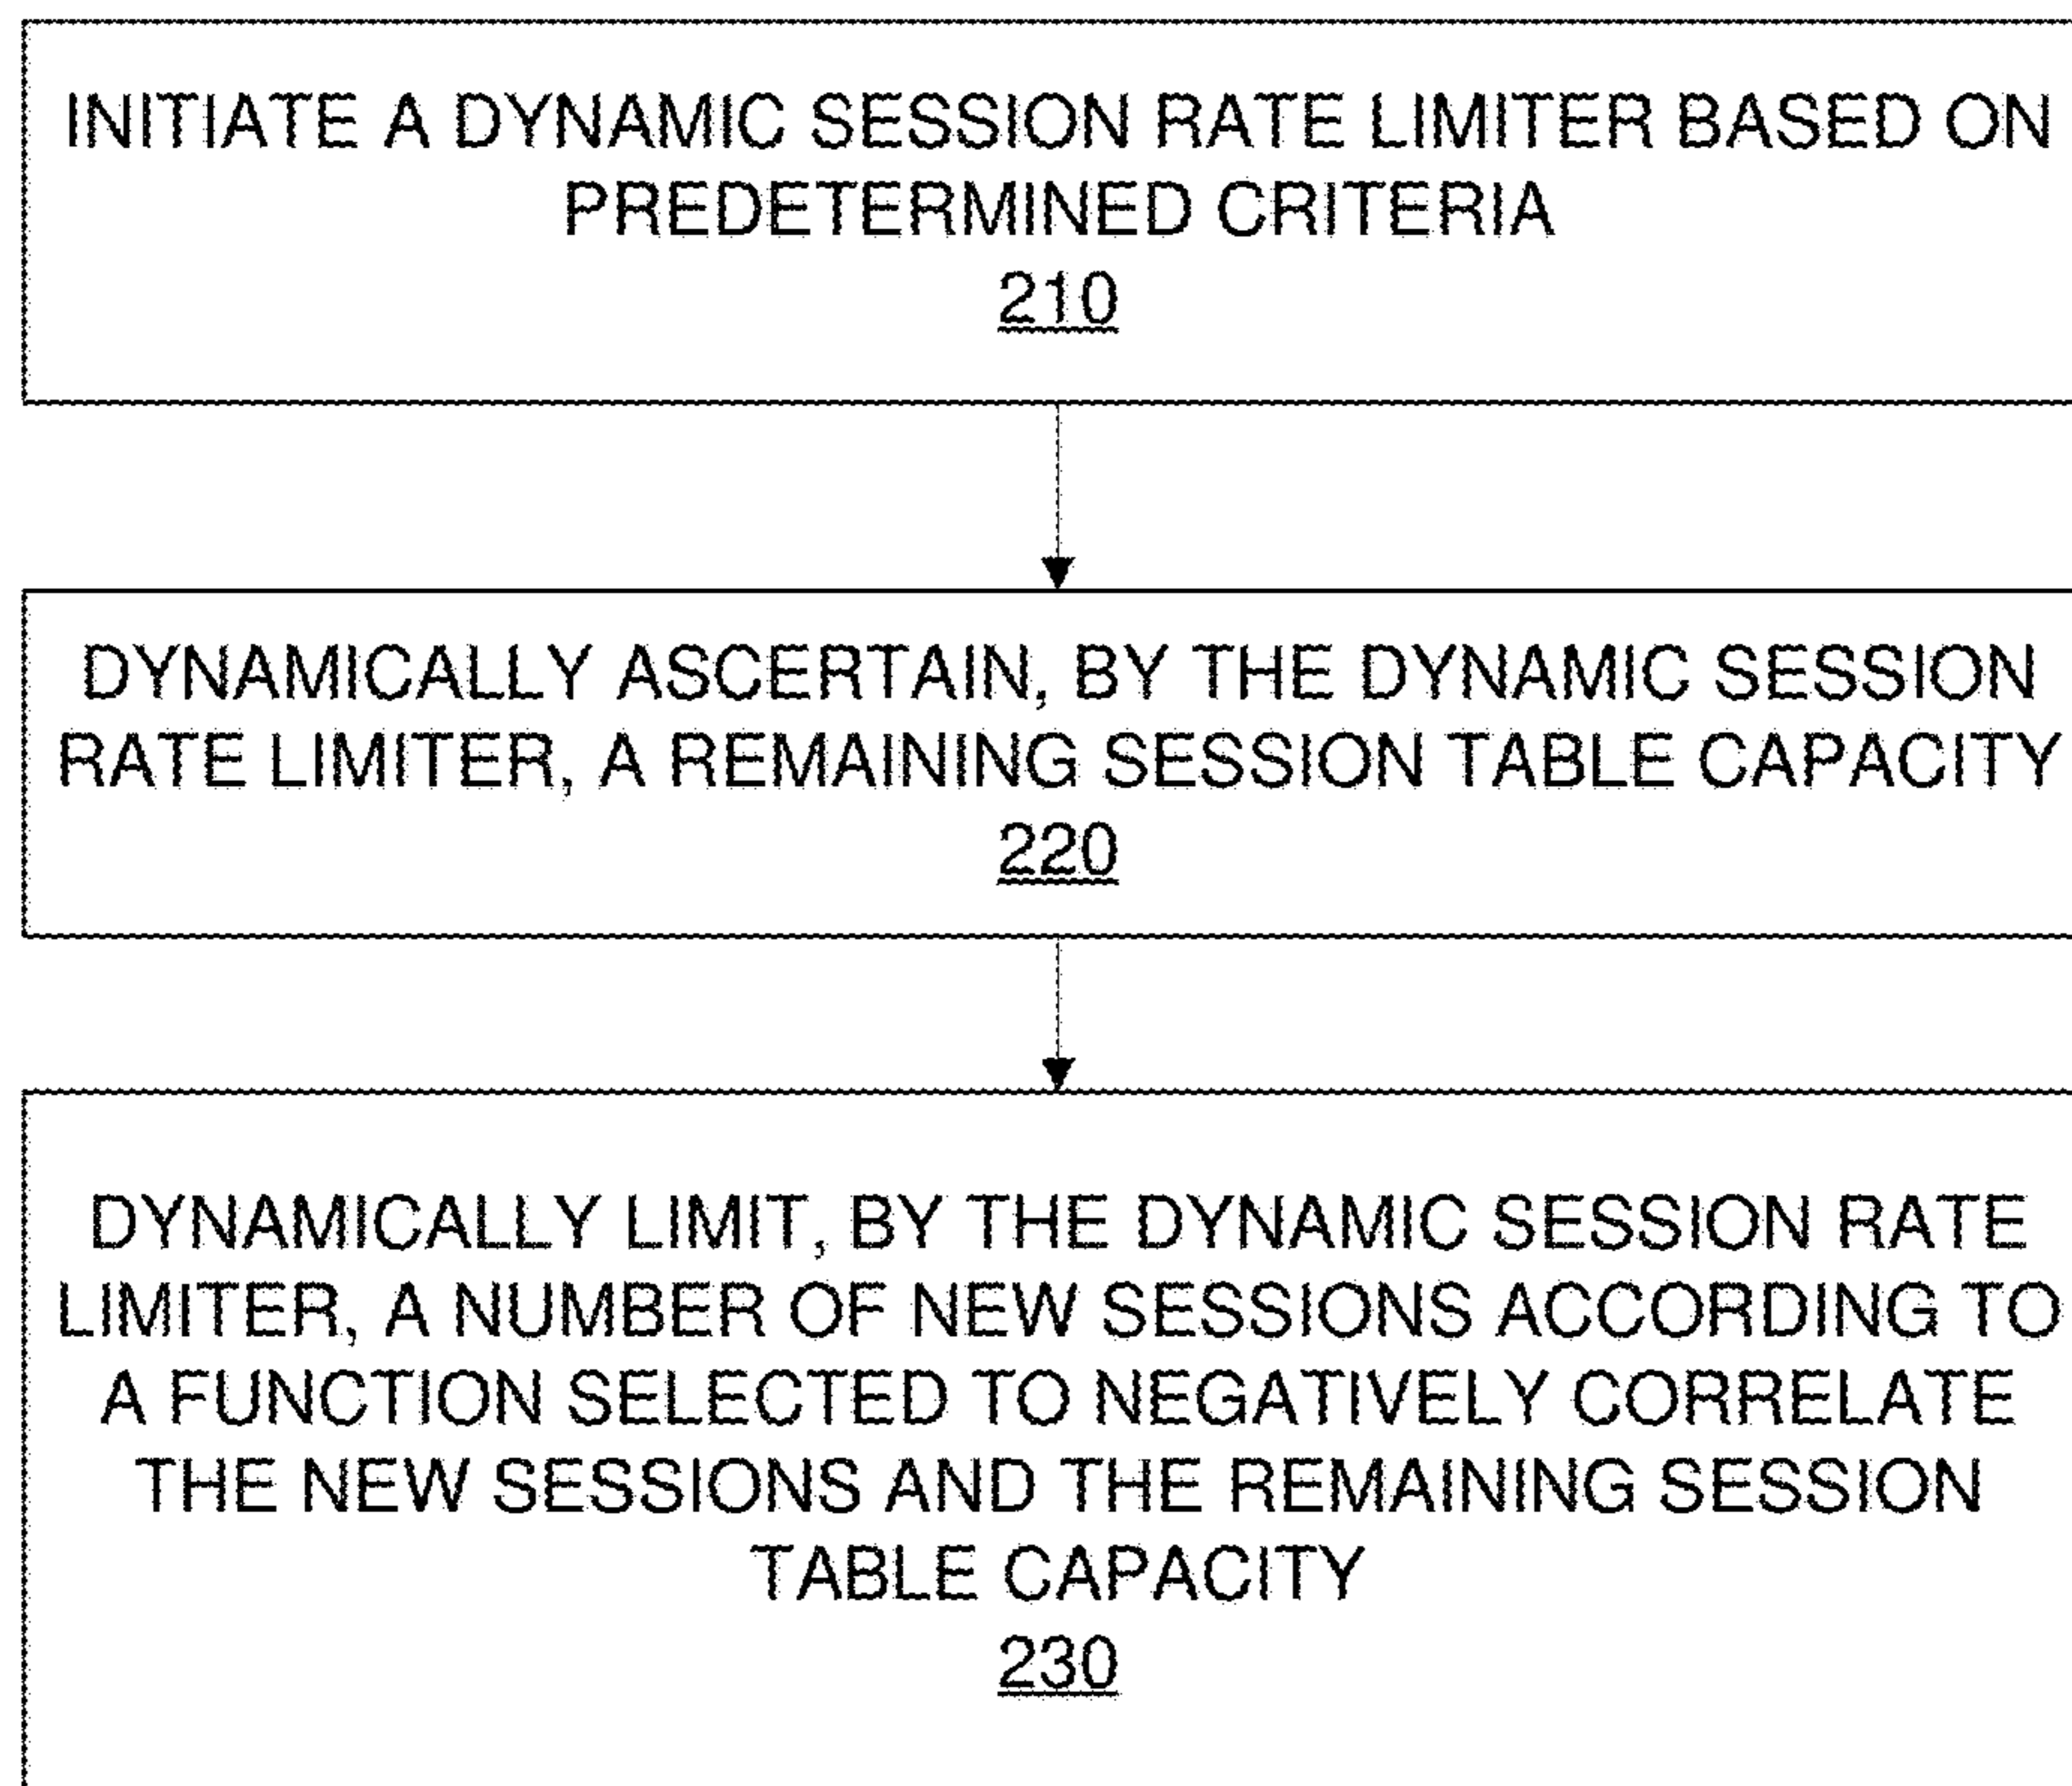 INITIATE A DYNAMIC SESSION RATE LIMITER BASED ON
PREDETERMINED CRITERIA
210
DYNAMICALLY ASCERTAIN, BY THE DYNAMIC SESSION
RATE LIMITER, A REMAINING SESSION TABLE CAPACITY
220
DYNAMICALLY LIMIT, BY THE DYNAMIC SESSION RATE
LIMITER, A NUMBER OF NEW SESSIONS ACCORDING TO
A FUNCTION SELECTED TO NEGATIVELY CORRELATE
THE NEW SESSIONS AND THE REMAINING SESSION
TABLE CAPACITY
230